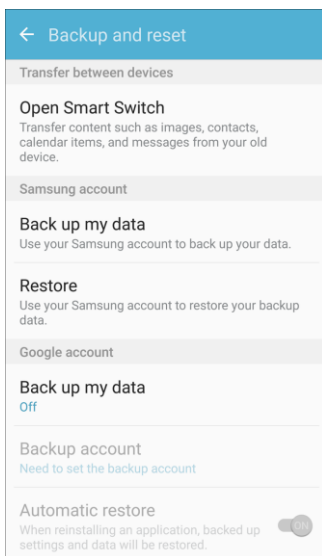 Backup and reset
Transfer between devices
Open Smart Switch
Transfer content such as images, contacts,
calendar items, and messages from your old
device.
Samsung account
Back up my data
Use your Samsung account to back up your data.
Restore
Use your Samsung account to restore your backup
data.
Google account
Back up my data
Off
Backup account
Need to set the backup account
Automatic restore
When reinstalling an application, backed up
settings and data will be restored.
ON